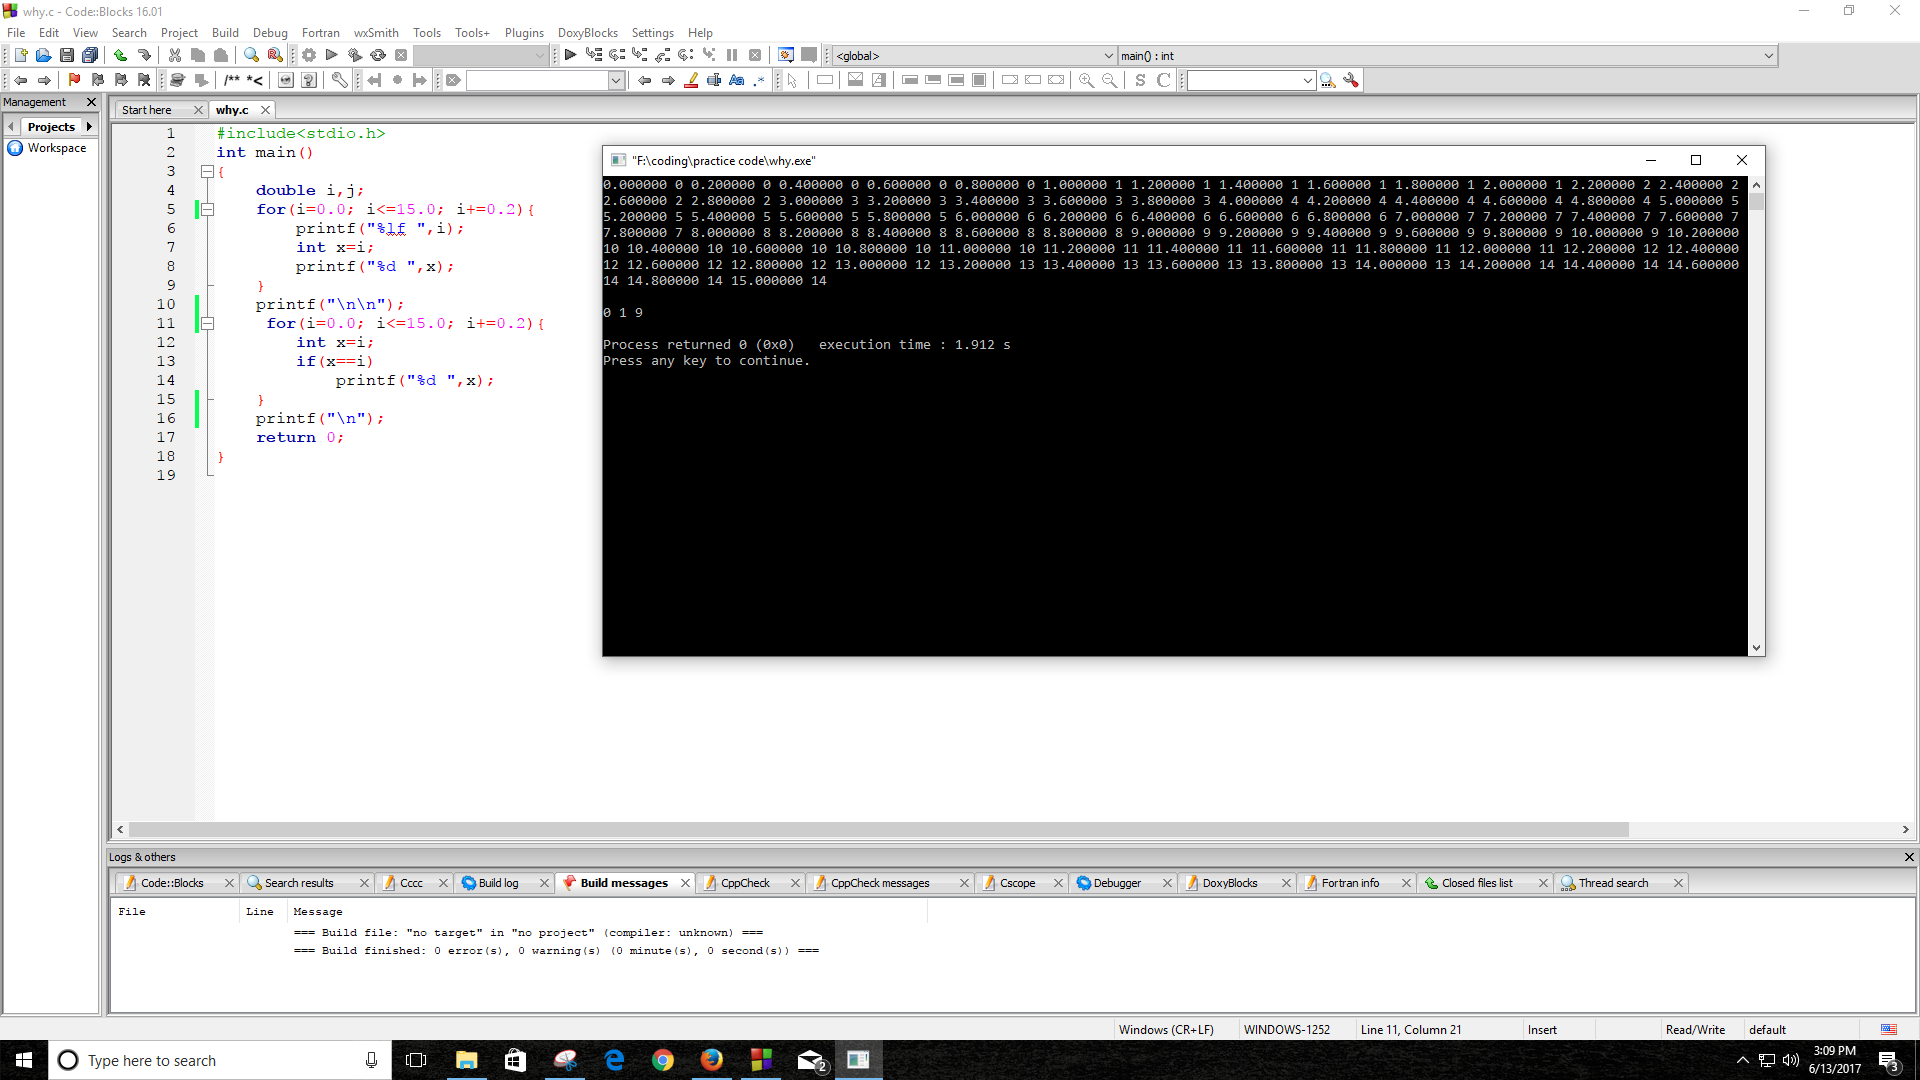 why.c - Code::Blocks 16.01
File Edit View Search Project Build Debug Fortran wxSmith Tools Tools+ Plugins DoxyBlocks Settings Help
<global> main() : int
/** *<
S C
Management
Start here why.c
Projects
Workspace
1 #include<stdio.h>
2 int main()
3 {
4 double i,j;
5 for(i=0.0; i<=15.0; i+=0.2){
6 printf("%lf ",i);
7 int x=i;
8 printf("%d ",x);
9 }
10 printf("\n\n");
11 for(i=0.0; i<=15.0; i+=0.2){
12 int x=i;
13 if(x==i)
14 printf("%d ",x);
15 }
16 printf("\n");
17 return 0;
18 }
19
"F:\coding\practice code\why.exe"
0.000000 0 0.200000 0 0.400000 0 0.600000 0 0.800000 0 1.000000 1 1.200000 1 1.400000 1 1.600000 1 1.800000 1 2.000000 1 2.200000 2 2.400000 2
2.600000 2 2.800000 2 3.000000 3 3.200000 3 3.400000 3 3.600000 3 3.800000 3 4.000000 4 4.200000 4 4.400000 4 4.600000 4 4.800000 4 5.000000 5
5.200000 5 5.400000 5 5.600000 5 5.800000 5 6.000000 6 6.200000 6 6.400000 6 6.600000 6 6.800000 6 7.000000 7 7.200000 7 7.400000 7 7.600000 7
7.800000 7 8.000000 8 8.200000 8 8.400000 8 8.600000 8 8.800000 8 9.000000 9 9.200000 9 9.400000 9 9.600000 9 9.800000 9 10.000000 9 10.200000
10 10.400000 10 10.600000 10 10.800000 10 11.000000 10 11.200000 11 11.400000 11 11.600000 11 11.800000 11 12.000000 11 12.200000 12 12.400000
12 12.600000 12 12.800000 12 13.000000 12 13.200000 13 13.400000 13 13.600000 13 13.800000 13 14.000000 13 14.200000 14 14.400000 14 14.600000
14 14.800000 14 15.000000 14
0 1 9
Process returned 0 (0x0) execution time : 1.912 s
Press any key to continue.
Logs & others
Code::Blocks Search results Cccc Build log Build messages CppCheck CppCheck messages Cscope Debugger DoxyBlocks Fortran info Closed files list Thread search
File Line Message
=== Build file: "no target" in "no project" (compiler: unknown) ===
=== Build finished: 0 error(s), 0 warning(s) (0 minute(s), 0 second(s)) ===
Windows (CR+LF) WINDOWS-1252 Line 11, Column 21 Insert Read/Write default
Type here to search
2
3:09 PM
6/13/2017
3